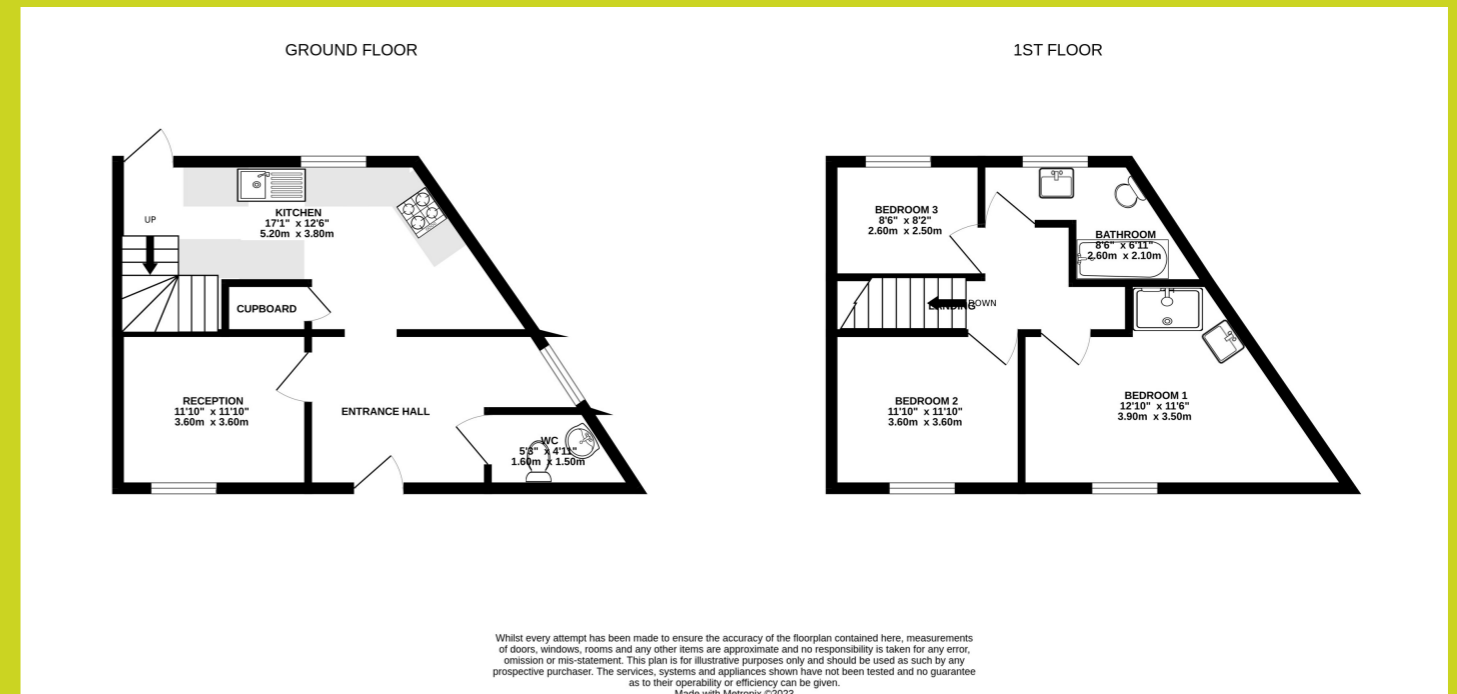 GROUND FLOOR
1ST FLOOR
UP
KITCHEN
17'1" x 12'6"
5.20m x 3.80m
CUPBOARD
RECEPTION
11'10" x 11'10"
3.60m x 3.60m
ENTRANCE HALL
WC
5'3" x 4'11"
1.60m x 1.50m
BEDROOM 3
8'6" x 8'2"
2.60m x 2.50m
BATHROOM
8'6" x 6'11"
2.60m x 2.10m
DOWN
LANDING
BEDROOM 2
11'10" x 11'10"
3.60m x 3.60m
BEDROOM 1
12'10" x 11'6"
3.90m x 3.50m
Whilst every attempt has been made to ensure the accuracy of the floorplan contained here, measurements
of doors, windows, rooms and any other items are approximate and no responsibility is taken for any error,
omission or mis-statement. This plan is for illustrative purposes only and should be used as such by any
prospective purchaser. The services, systems and appliances shown have not been tested and no guarantee
as to their operability or efficiency can be given.
Made with Metropix ©2023